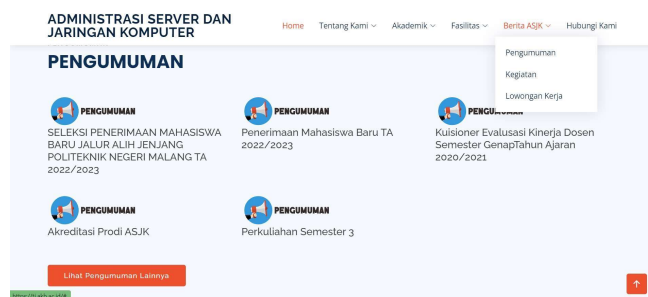 ADMINISTRASI SERVER DAN
JARINGAN KOMPUTER
Home Tentang Kami Akademik Fasilitas Berita ASJK Hubungi Kami
Pengumuman
Kegiatan
Lowongan Kerja
PENGUMUMAN
PENGUMUMAN
SELEKSI PENERIMAAN MAHASISWA
BARU JALUR ALIH JENJANG
POLITEKNIK NEGERI MALANG TA
2022/2023
PENGUMUMAN
Penerimaan Mahasiswa Baru TA
2022/2023
PENGUMUMAN
Kuisioner Evaluasi Kinerja Dosen
Semester GenapTahun Ajaran
2020/2021
PENGUMUMAN
Akreditasi Prodi ASJK
PENGUMUMAN
Perkuliahan Semester 3
Lihat Pengumuman Lainnya